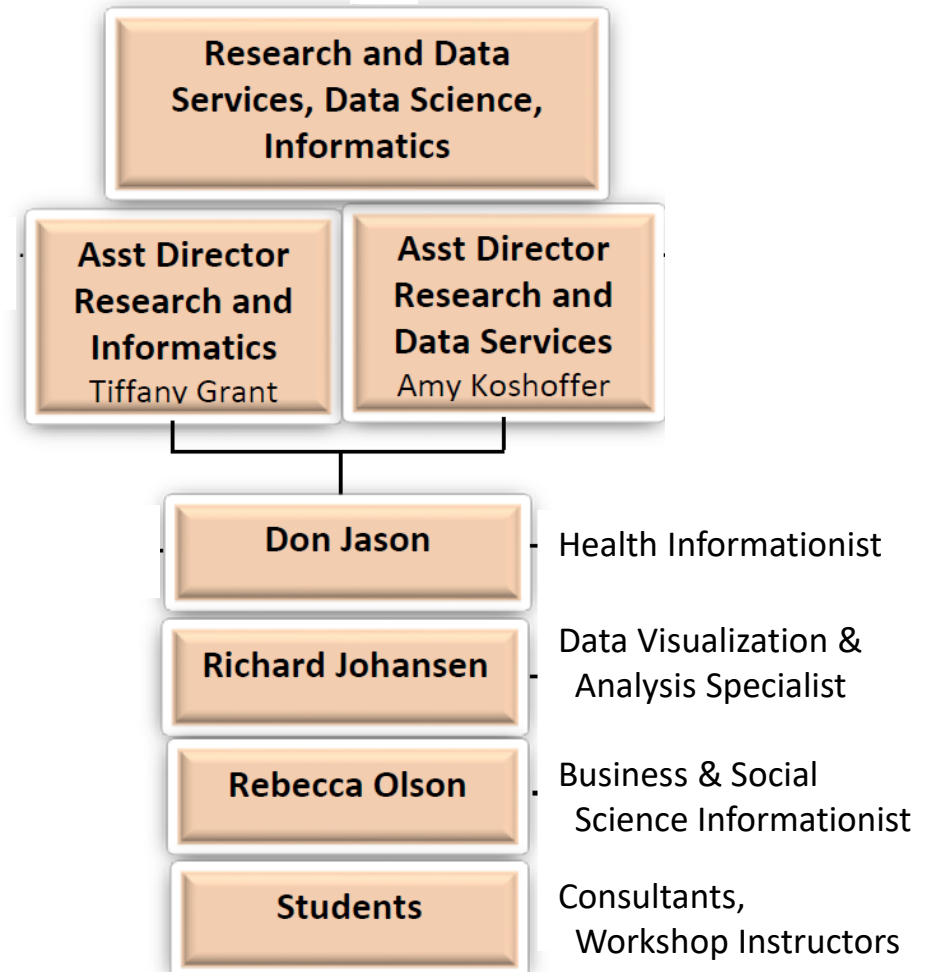 Research and Data
Services, Data Science,
Informatics
Asst Director
Research and
Informatics
Tiffany Grant
Asst Director
Research and
Data Services
Amy Koshoffer
Don Jason
Health Informationist
Richard Johansen
Data Visualization &
Analysis Specialist
Rebecca Olson
Business & Social
Science Informationist
Students
Consultants,
Workshop Instructors